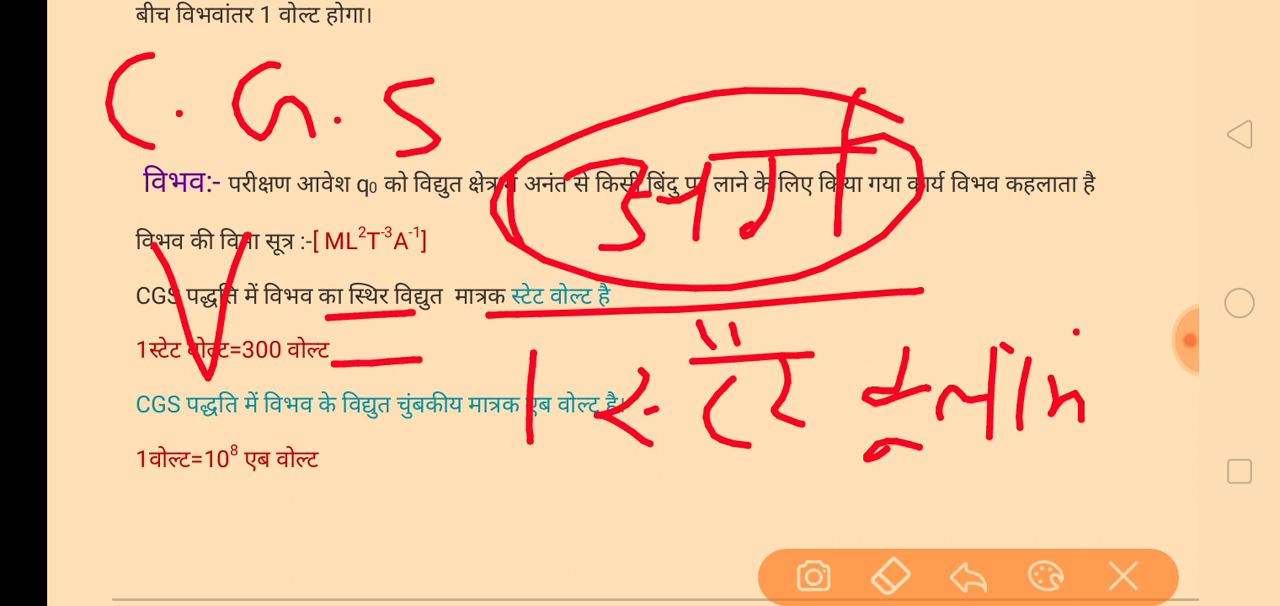 बीच विभवांतर 1 वोल्ट होगा।
C. G. S
विभव:- परीक्षण आवेश q₀ को विद्युत क्षेत्र में अनंत से किसी बिंदु पर लाने के लिए किया गया कार्य विभव कहलाता है
विभव की विमा सूत्र :-[ ML²T⁻³A⁻¹]
CGS पद्धति में विभव का स्थिर विद्युत मात्रक स्टेट वोल्ट है
V
1स्टेट वोल्ट=300 वोल्ट
1 स्टेट कूलॉम
CGS पद्धति में विभव के विद्युत चुंबकीय मात्रक एब वोल्ट है।
1वोल्ट=10⁸ एब वोल्ट